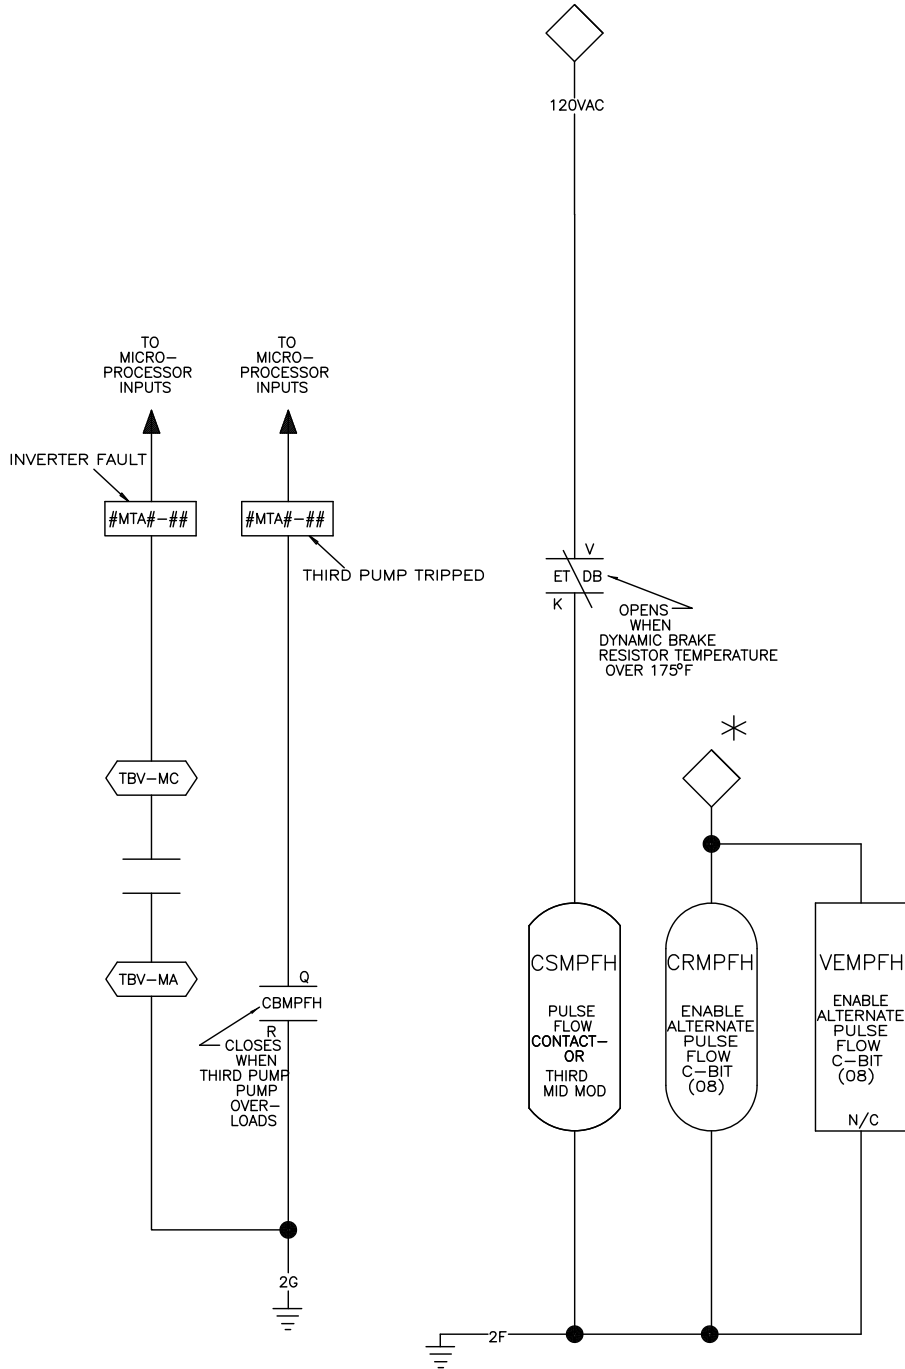 120VAC
TO
MICRO-
PROCESSOR
INPUTS
TO
MICRO-
PROCESSOR
INPUTS
INVERTER FAULT
#MTA#-##
#MTA#-##
THIRD PUMP TRIPPED
V
ET DB
K
OPENS
WHEN
DYNAMIC BRAKE
RESISTOR TEMPERATURE
OVER 175°F
*
TBV-MC
TBV-MA
Q
CBMPFH
R
CLOSES
WHEN
THIRD PUMP
PUMP
OVER-
LOADS
CSMPFH
PULSE
FLOW
CONTACT-
OR
THIRD
MID MOD
CRMPFH
ENABLE
ALTERNATE
PULSE
FLOW
C-BIT
(08)
VEMPFH
ENABLE
ALTERNATE
PULSE
FLOW
C-BIT
(08)
N/C
2G
2F